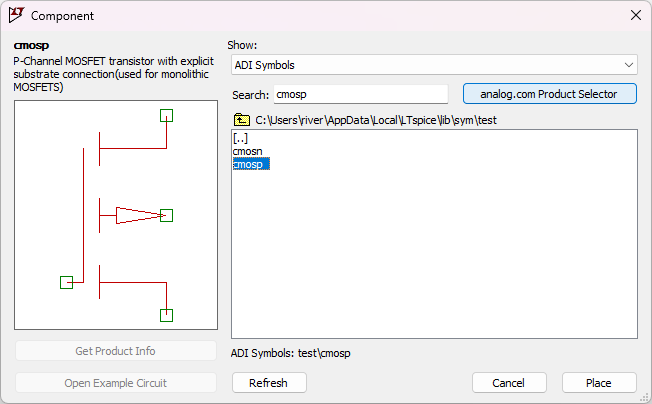 Component
cmosp
P-Channel MOSFET transistor with explicit
substrate connection(used for monolithic
MOSFETS)
Get Product Info
Open Example Circuit
Show:
ADI Symbols
Search:
cmosp
analog.com Product Selector
C:\Users\river\AppData\Local\LTspice\lib\sym\test
[..]
cmosn
cmosp
ADI Symbols: test\cmosp
Refresh
Cancel
Place